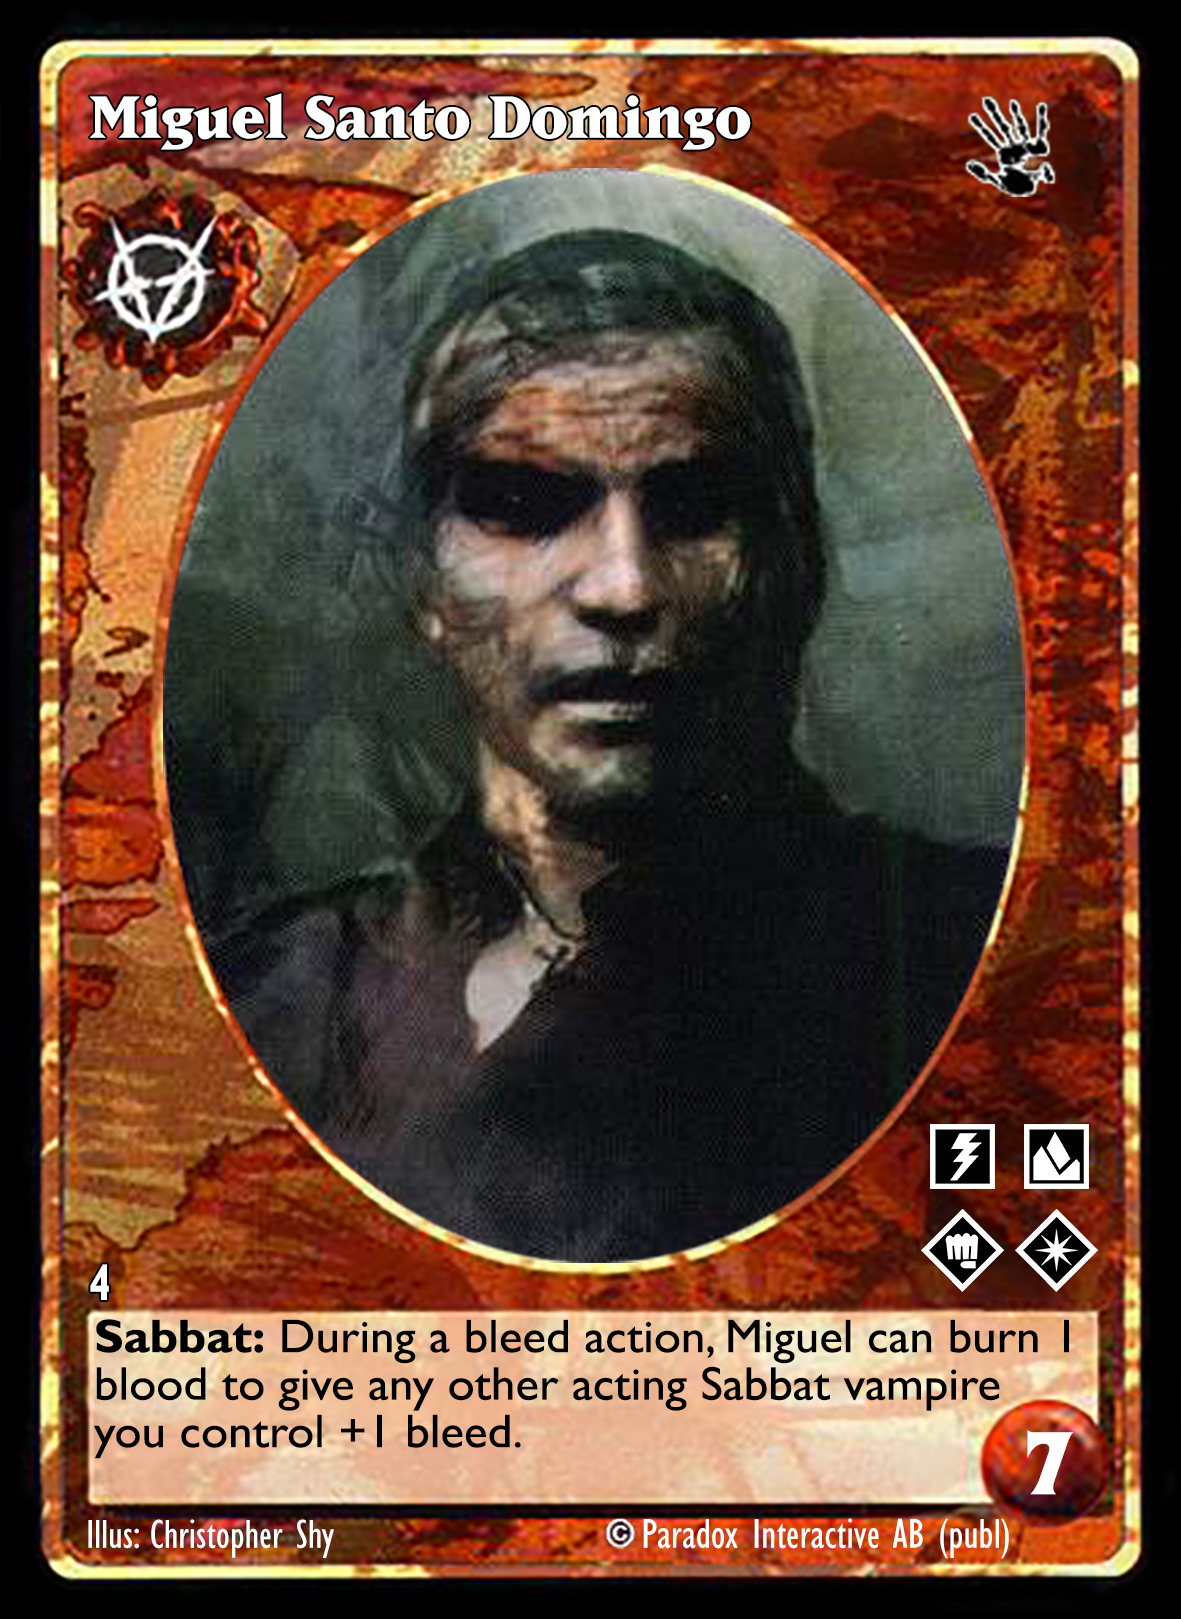 Miguel Santo Domingo
4
Sabbat: During a bleed action, Miguel can burn 1
blood to give any other acting Sabbat vampire
you control +1 bleed.
7
Illus: Christopher Shy
© Paradox Interactive AB (publ)